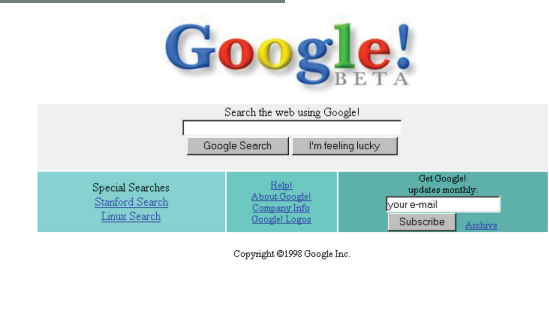 Google!
BETA
Search the web using Google!
Google Search
I'm feeling lucky
Special Searches
Stanford Search
Linux Search
Help!
About Google!
Company Info
Google! Logos
Get Google!
updates monthly:
your e-mail
Subscribe
Archive
Copyright ©1998 Google Inc.